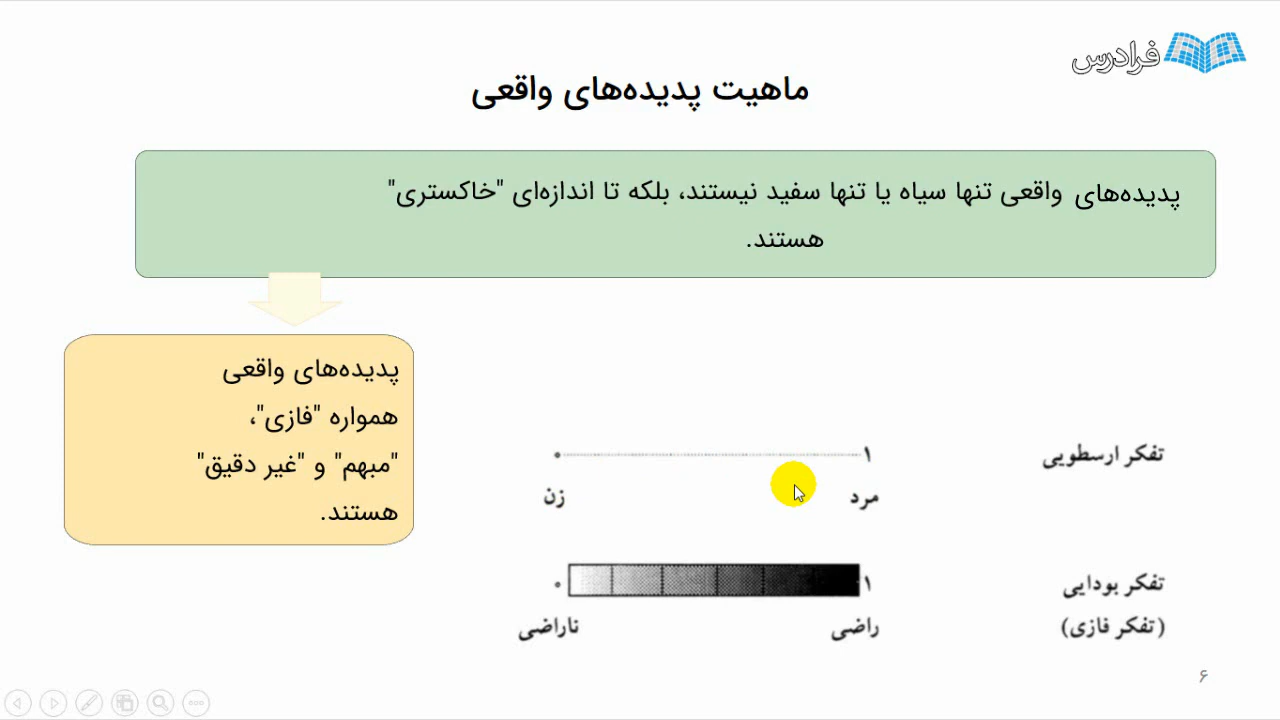 فرادرس
ماهیت پدیده‌های واقعی
پدیده‌های واقعی تنها سیاه یا تنها سفید نیستند، بلکه تا اندازه‌ای "خاکستری"
هستند.
پدیده‌های واقعی
همواره "فازی"،
"مبهم" و "غیر دقیق"
هستند.
تفکر ارسطویی ۱ ۰
مرد زن
تفکر بودایی ۱ ۰
(تفکر فازی) راضی ناراضی
۶